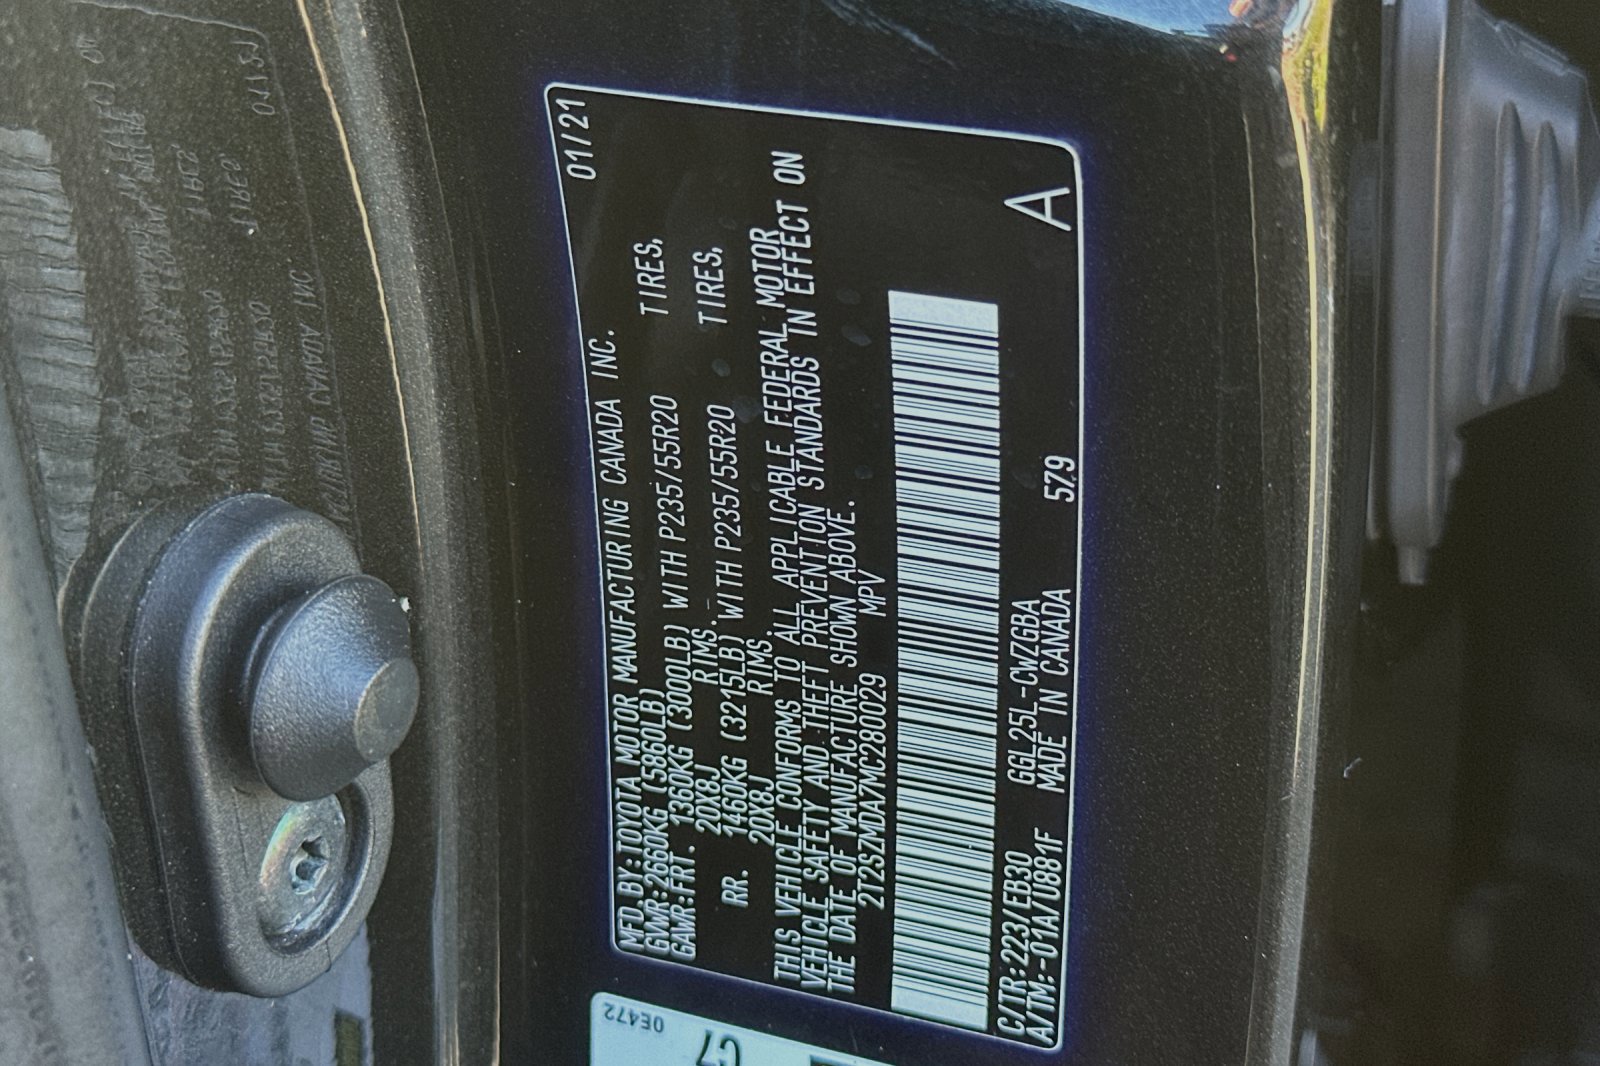 01/21
MFD.BY:TOYOTA MOTOR MANUFACTURING CANADA INC.
GVWR:2660KG (5860LB)
GAWR:FRT. 1360KG (3000LB) WITH P235/55R20 TIRES,
20X8J RIMS.
RR. 1460KG (3215LB) WITH P235/55R20 TIRES,
20X8J RIMS.
THIS VEHICLE CONFORMS TO ALL APPLICABLE FEDERAL MOTOR
VEHICLE SAFETY AND THEFT PREVENTION STANDARDS IN EFFECT ON
THE DATE OF MANUFACTURE SHOWN ABOVE.
2T2SZMDA7MC280029 MPV
C/TR:223/EB30 GGL25L-CWZGBA
A/TM:-01A/U881F MADE IN CANADA 579
A
0E472
C7